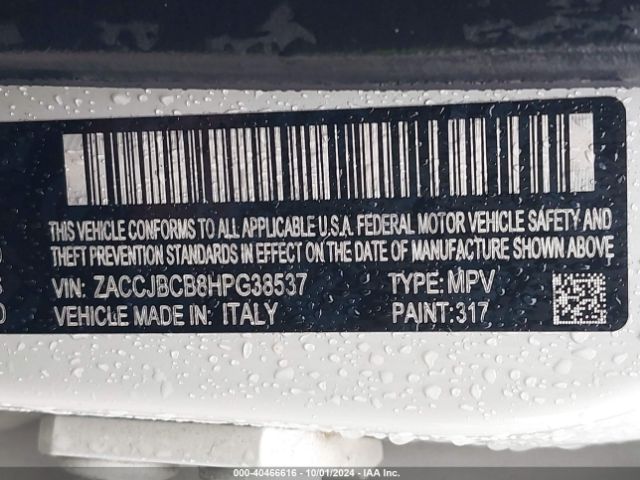 THIS VEHICLE CONFORMS TO ALL APPLICABLE U.S.A. FEDERAL MOTOR VEHICLE SAFETY AND
THEFT PREVENTION STANDARDS IN EFFECT ON THE DATE OF MANUFACTURE SHOWN ABOVE
VIN: ZACCJBCB8HPG38537 TYPE: MPV
VEHICLE MADE IN: ITALY PAINT: 317
000-40466616 - 10/01/2024 - IAA Inc.